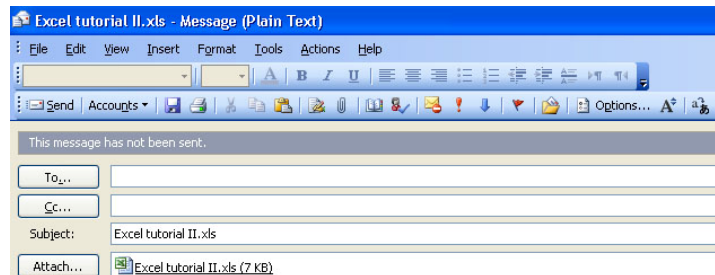 Excel tutorial II.xls - Message (Plain Text)
File Edit View Insert Format Tools Actions Help
A B I U
Send Accounts Options... A
This message has not been sent.
To...
Cc...
Subject: Excel tutorial II.xls
Attach... Excel tutorial II.xls (7 KB)